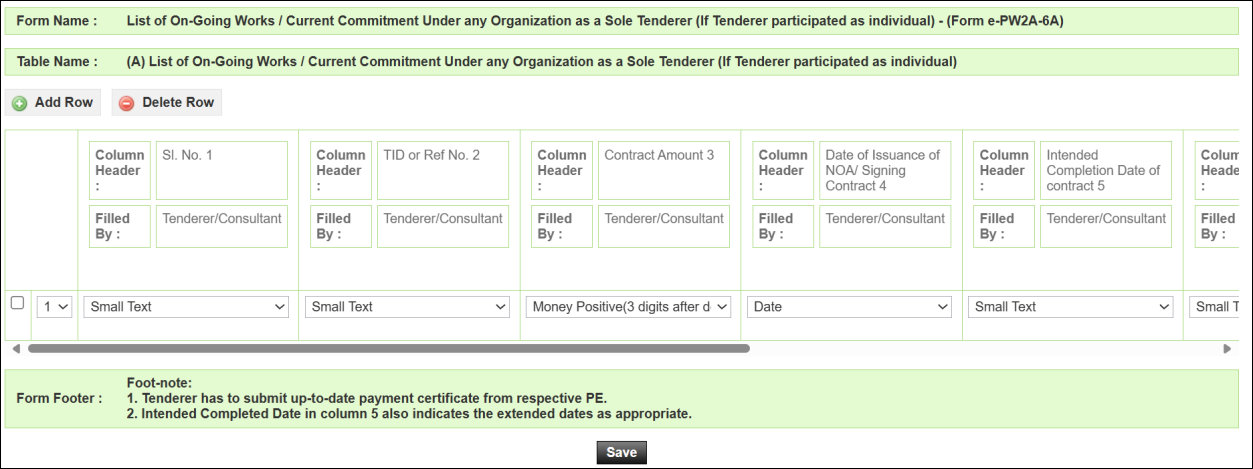 Form Name : List of On-Going Works / Current Commitment Under any Organization as a Sole Tenderer (If Tenderer participated as individual) - (Form e-PW2A-6A)
Table Name : (A) List of On-Going Works / Current Commitment Under any Organization as a Sole Tenderer (If Tenderer participated as individual)
Add Row Delete Row
Column Header :
Sl. No. 1
Column Header :
TID or Ref No. 2
Column Header :
Contract Amount 3
Column Header :
Date of Issuance of
NOA/ Signing
Contract 4
Column Header :
Intended
Completion Date of
contract 5
Filled By :
Tenderer/Consultant
Filled By :
Tenderer/Consultant
Filled By :
Tenderer/Consultant
Filled By :
Tenderer/Consultant
Filled By :
Tenderer/Consultant
Filled
By :
1 Small Text Small Text Money Positive(3 digits after d Date Small Text Small T
Foot-note:
Form Footer : 1. Tenderer has to submit up-to-date payment certificate from respective PE.
2. Intended Completed Date in column 5 also indicates the extended dates as appropriate.
Save